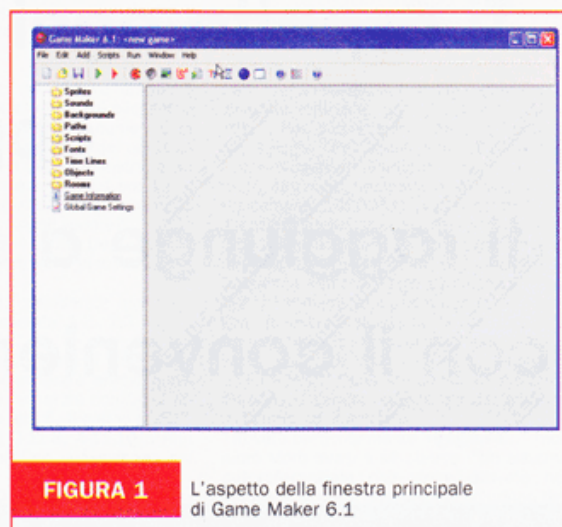 Game Maker 6.1: <new game>
File Edit Add Scripts Run Window Help
Sprites
Sounds
Backgrounds
Paths
Scripts
Fonts
Time Lines
Objects
Rooms
Game Information
Global Game Settings
FIGURA 1
L'aspetto della finestra principale
di Game Maker 6.1